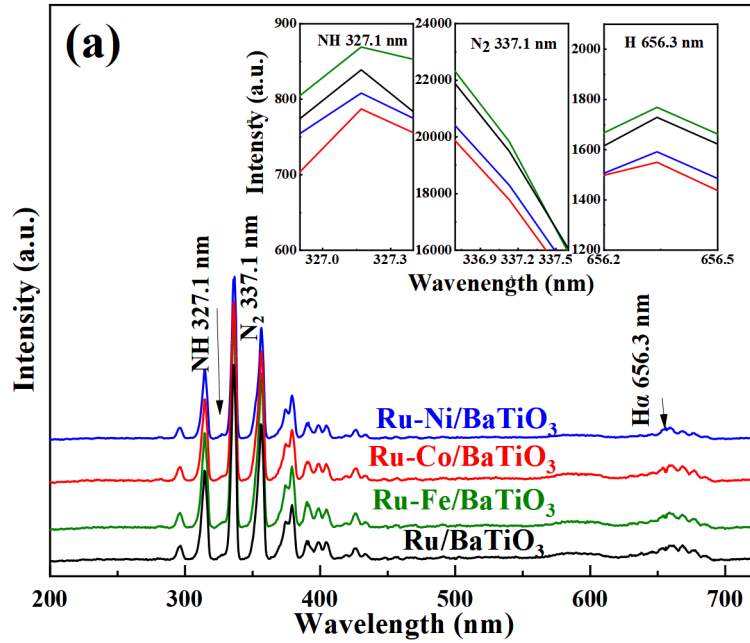 (a)
Intensty (a.u.)
900
800
700
600
NH 327.1 nm
327.0
327.3
24000
22000
20000
18000
16000
N₂ 337.1 nm
336.9
337.2
337.5
2000
1800
1600
1400
1200
H 656.3 nm
656.2
656.5
Wavenength (nm)
Intensity (a.u.)
NH 327.1 nm
N₂ 337.1 nm
Hα 656.3 nm
Ru-Ni/BaTiO₃
Ru-Co/BaTiO₃
Ru-Fe/BaTiO₃
Ru/BaTiO₃
200 300 400 500 600 700
Wavelength (nm)